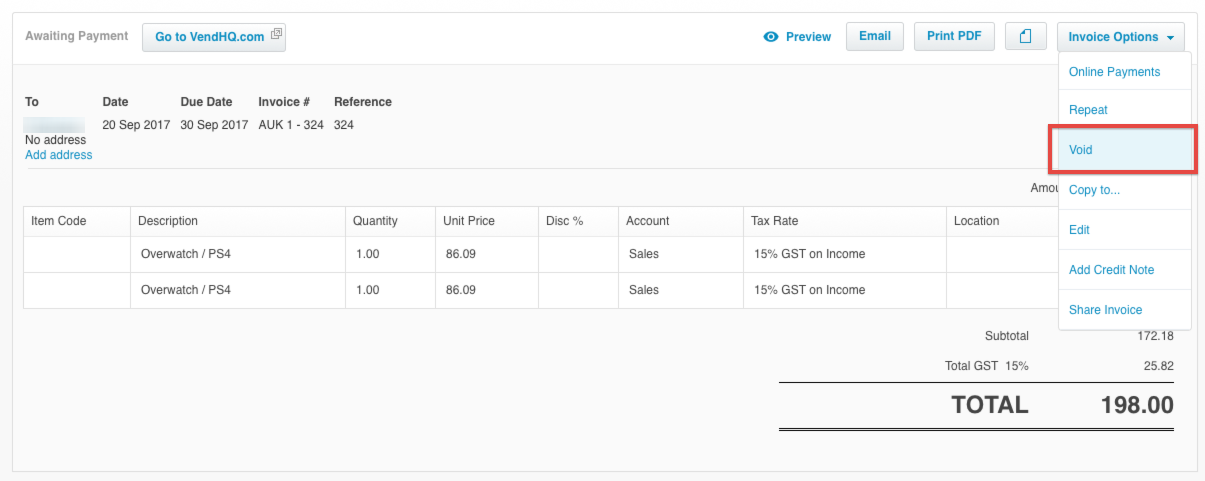 Awaiting Payment Go to VendHQ.com Preview Email Print PDF Invoice Options
Online Payments
Repeat
Void
Copy to...
Edit
Add Credit Note
Share Invoice
To Date Due Date Invoice # Reference
20 Sep 2017 30 Sep 2017 AUK 1 - 324 324
No address
Add address
Item Code Description Quantity Unit Price Disc % Account Tax Rate Location
Overwatch / PS4 1.00 86.09 Sales 15% GST on Income
Overwatch / PS4 1.00 86.09 Sales 15% GST on Income
Subtotal 172.18
Total GST 15% 25.82
TOTAL 198.00